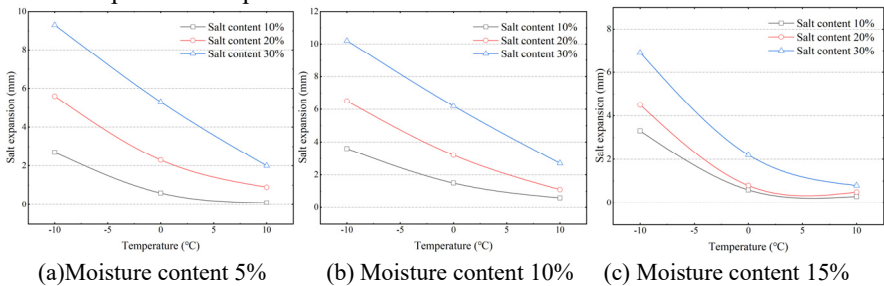 10
8
6
4
2
0
Salt expansion (mm)
Salt content 10%
Salt content 20%
Salt content 30%
-10 -5 0 5 10
Temperature (℃)
(a)Moisture content 5%
12
10
8
6
4
2
0
Salt expansion (mm)
Salt content 10%
Salt content 20%
Salt content 30%
-10 -5 0 5 10
Temperature (℃)
(b) Moisture content 10%
8
6
4
2
0
Salt expansion (mm)
Salt content 10%
Salt content 20%
Salt content 30%
-10 -5 0 5 10
Temperature (℃)
(c) Moisture content 15%